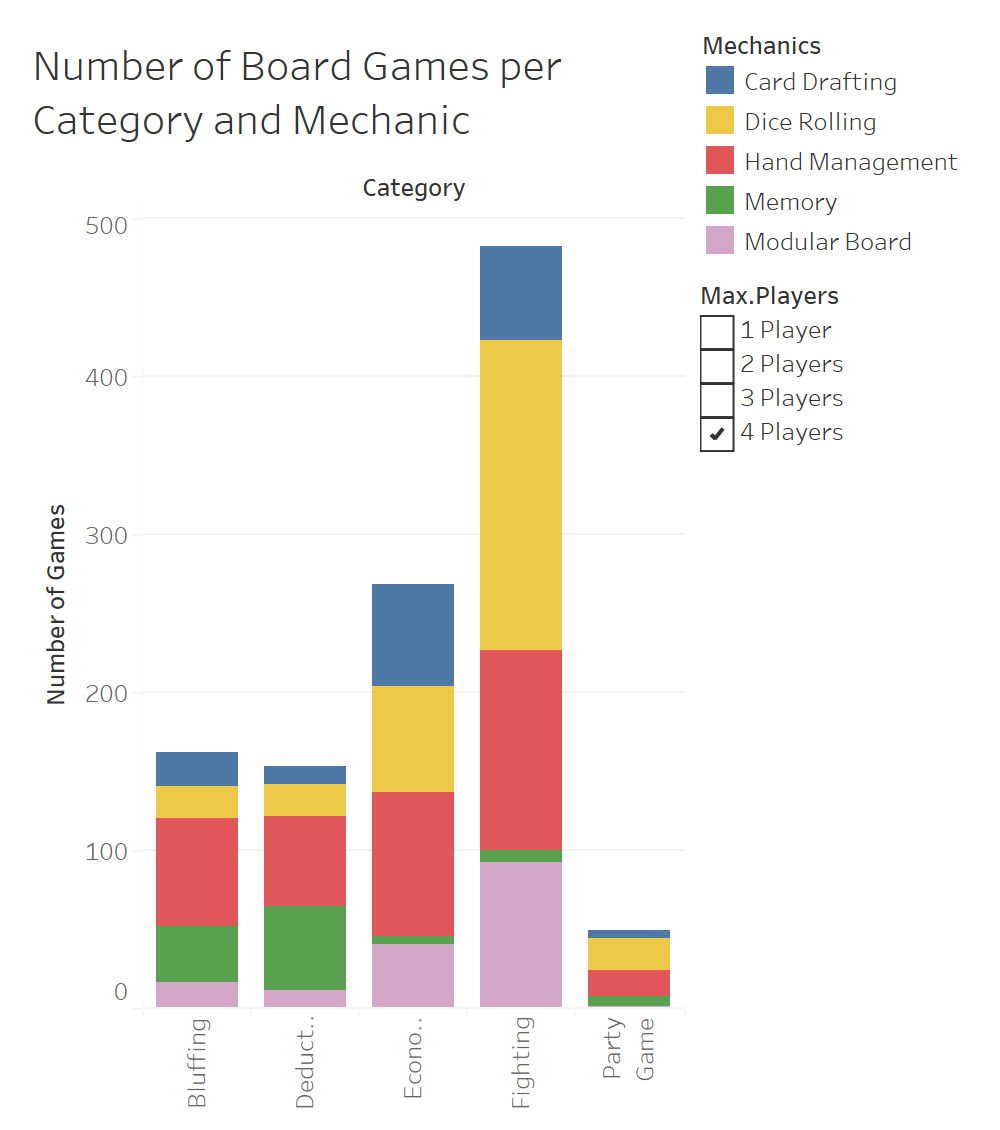 Number of Board Games per
Category and Mechanic
Mechanics
Card Drafting
Dice Rolling
Hand Management
Memory
Modular Board
Max.Players
1 Player
2 Players
3 Players
4 Players
Category
Number of Games
500
400
300
200
100
0
Bluffing
Deduct..
Econo..
Fighting
Party
Game